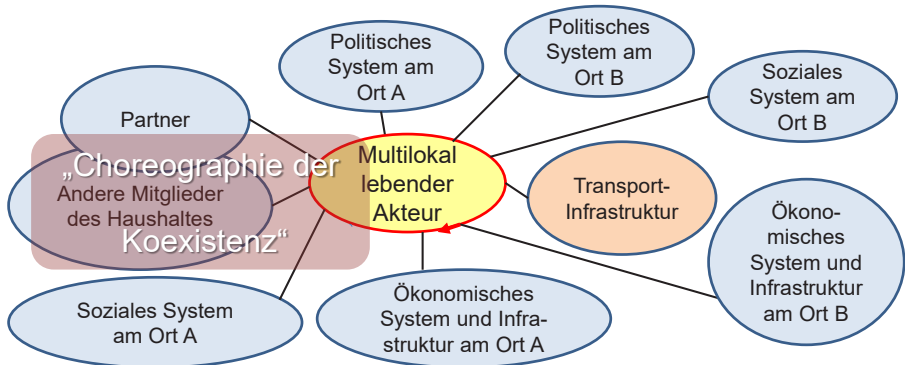 Politisches
System am
Ort A
Politisches
System am
Ort B
Soziales
System am
Ort B
Partner
„Choreographie der
Koexistenz“
Andere Mitglieder
des Haushaltes
Multilokal
lebender
Akteur
Transport-
Infrastruktur
Ökono-
misches
System und
Infrastruktur
am Ort B
Soziales System
am Ort A
Ökonomisches
System und Infra-
struktur am Ort A